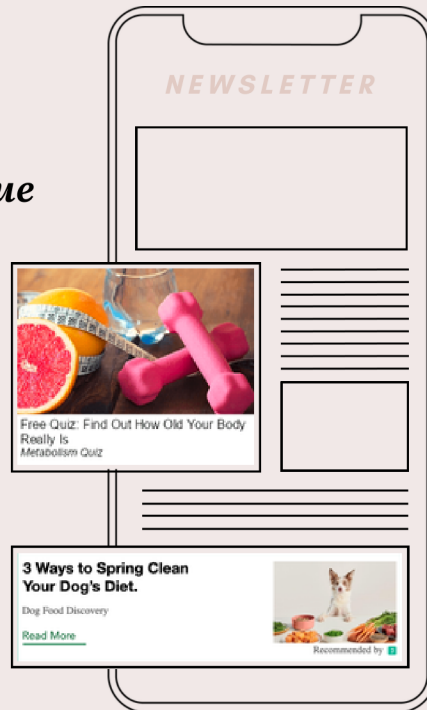 NEWSLETTER
ue
Free Quiz: Find Out How Old Your Body
Really Is
Metabolism Quiz
3 Ways to Spring Clean
Your Dog's Diet.
Dog Food Discovery
Read More
Recommended by